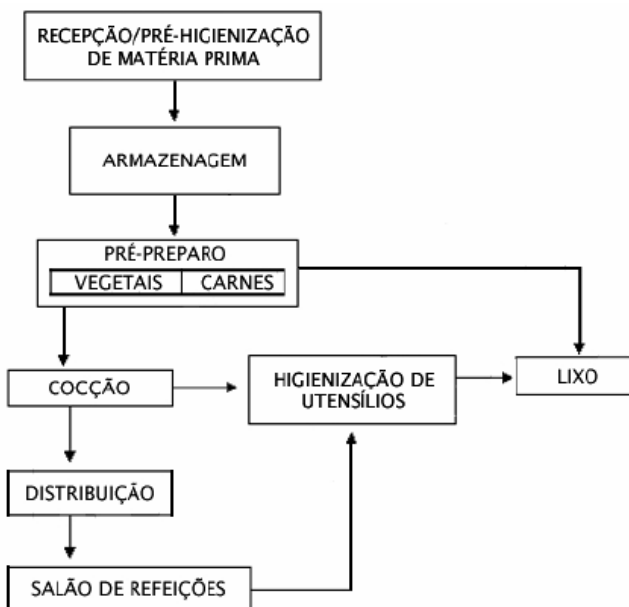 RECEPÇÃO/PRÉ-HIGIENIZAÇÃO
DE MATÉRIA PRIMA
ARMAZENAGEM
PRÉ-PREPARO
VEGETAIS CARNES
COCÇÃO
HIGIENIZAÇÃO DE
UTENSÍLIOS
LIXO
DISTRIBUIÇÃO
SALÃO DE REFEIÇÕES